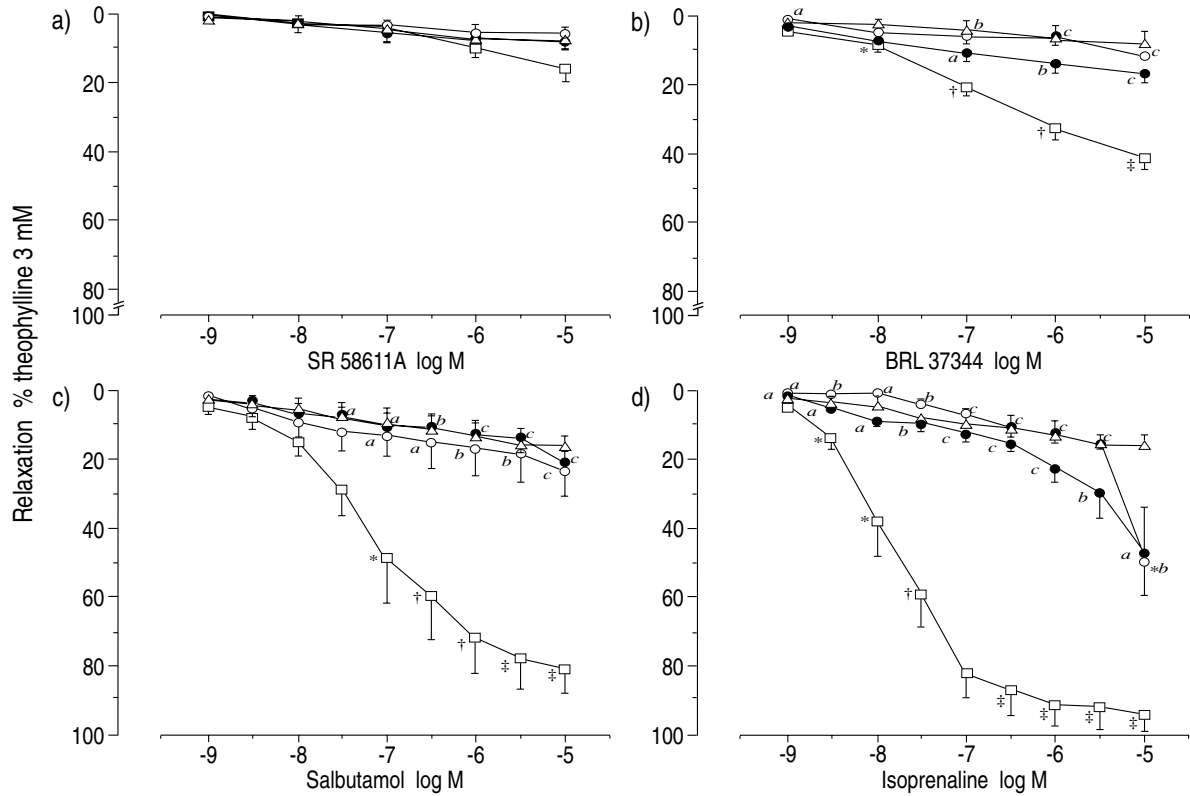 a)
0
20
40
60
80
100
-9 -8 -7 -6 -5
SR 58611A log M
b)
0
20
40
60
80
100
a
b
c
c
*
a
b
c
†
†
‡
-9 -8 -7 -6 -5
BRL 37344 log M
Relaxation % theophylline 3 mM
c)
0
20
40
60
80
100
a
a
b
c
c
c
a
b
b
c
*
†
†
‡
‡
-9 -8 -7 -6 -5
Salbutamol log M
d)
0
20
40
60
80
100
a
b
a
b
c
c
c
c
a
a
a
b
c
c
c
b
a
*b
*
*
†
‡
‡
‡
‡
-9 -8 -7 -6 -5
Isoprenaline log M